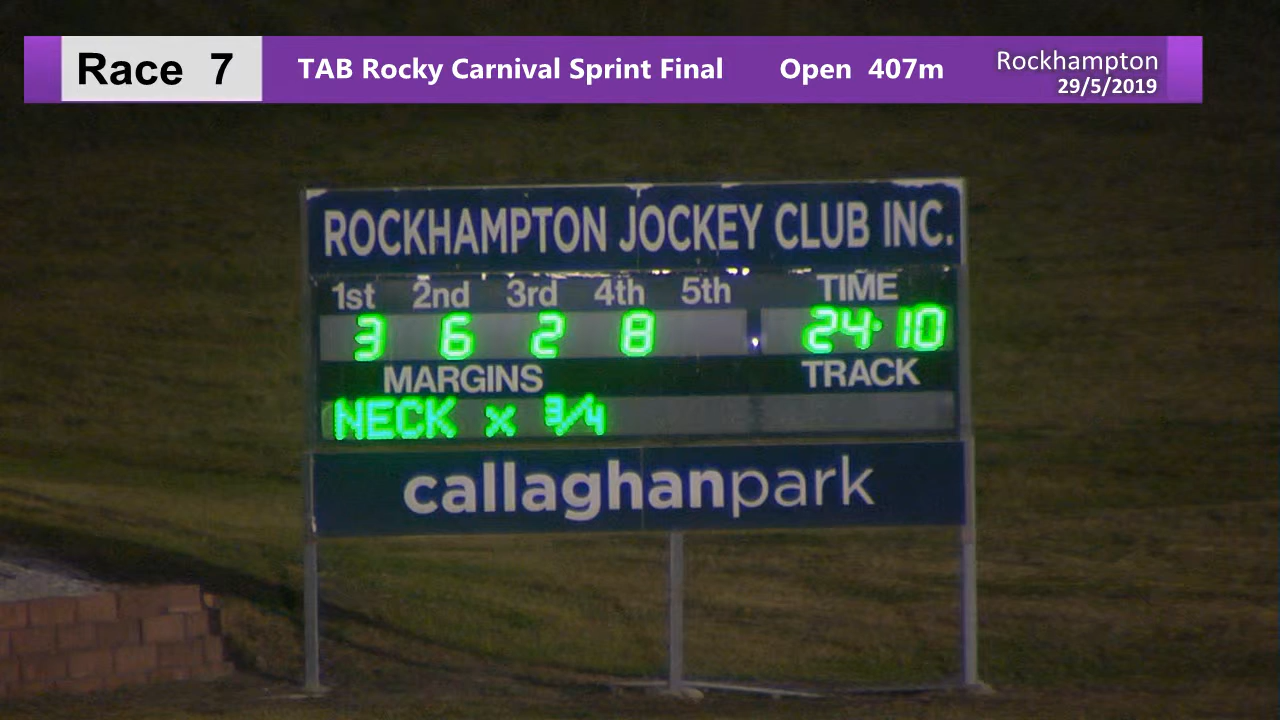 Race 7 TAB Rocky Carnival Sprint Final Open 407m Rockhampton
29/5/2019
ROCKHAMPTON JOCKEY CLUB INC.
1st 2nd 3rd 4th 5th TIME
3 6 2 8 24.10
MARGINS TRACK
NECK x 3/4
callaghanpark